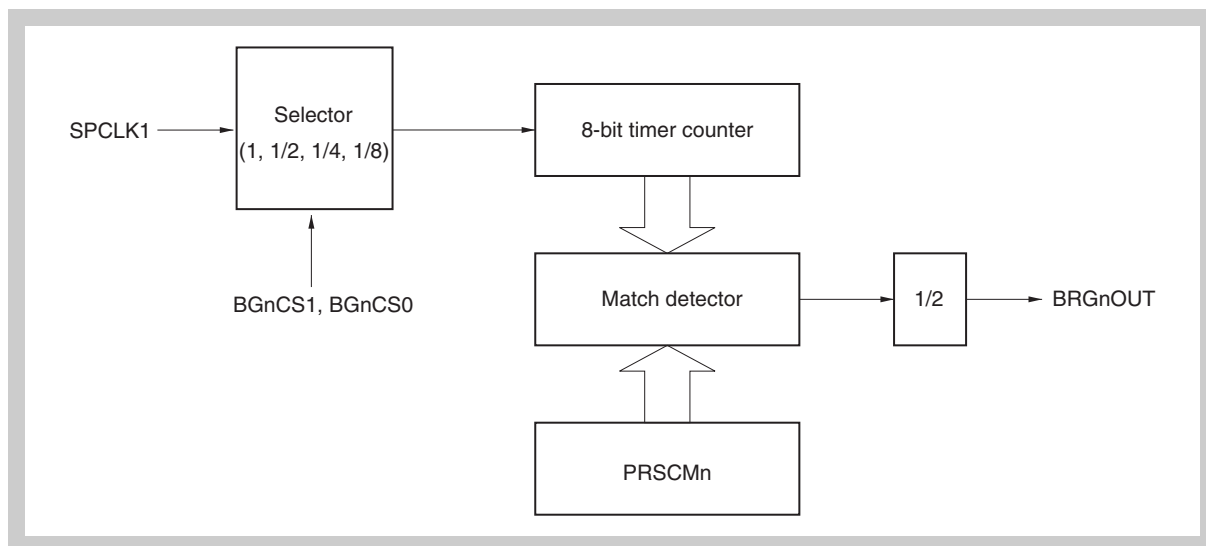 SPCLK1
Selector
(1, 1/2, 1/4, 1/8)
BGnCS1, BGnCS0
8-bit timer counter
Match detector
1/2
BRGnOUT
PRSCMn